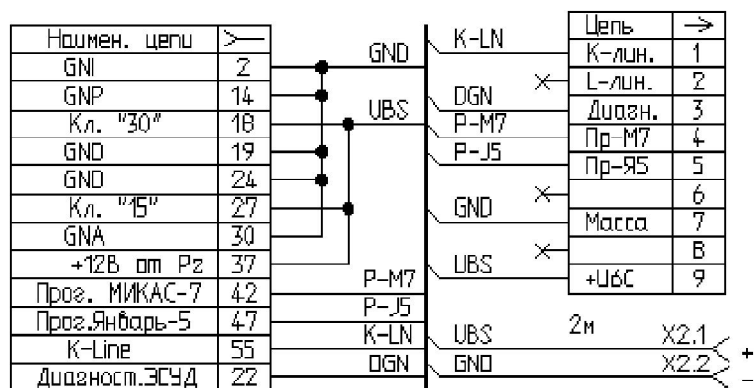 Наимен. цепи
GNI 2
GNP 14
Кл. "30" 18
GND 19
GND 24
Кл. "15" 27
GNA 30
+12В от Рz 37
Прог. МИКАС-7 42
Прог.Январь-5 47
K-Line 55
Диагност.ЭСУД 22
GND
UBS
P-M7
P-J5
K-LN
DGN
K-LN
DGN
P-M7
P-J5
GND
UBS
UBS
GND
2м
X2.1
X2.2
+
Цепь
К-лин. 1
L-лин. 2
Диагн. 3
Пр-М7 4
Пр-Я5 5
6
Масса 7
8
+UбС 9